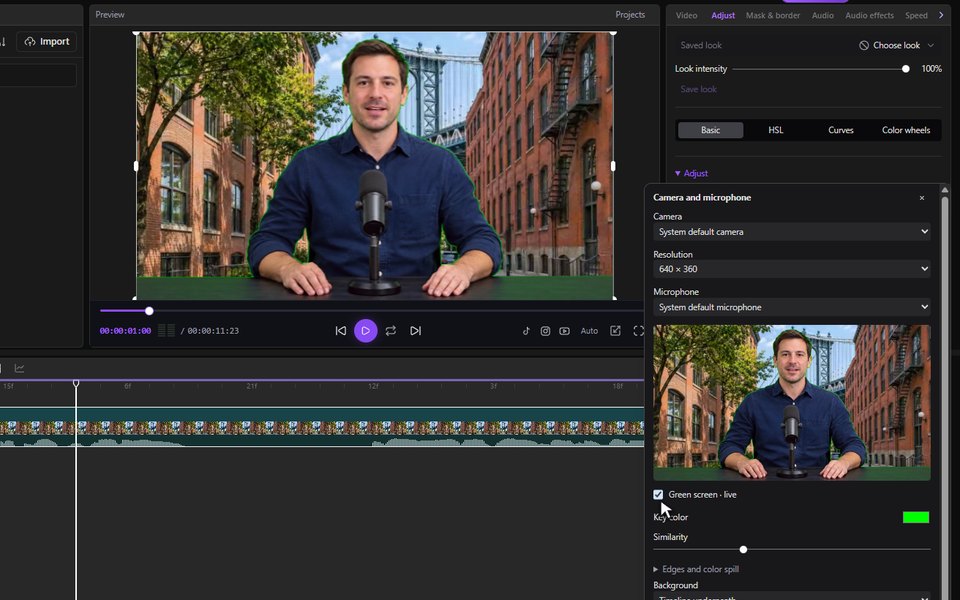 Preview
Projects
Import
00:00:01:00 / 00:00:11:23
Auto
15f 6f 21f 12f 3f 18f
Video Adjust Mask & border Audio Audio effects Speed
Saved look Choose look
Look intensity 100%
Save look
Basic HSL Curves Color wheels
Adjust
Camera and microphone
Camera
System default camera
Resolution
640 × 360
Microphone
System default microphone
Green screen · live
Key color
Similarity
Edges and color spill
Background
Timeline underneath